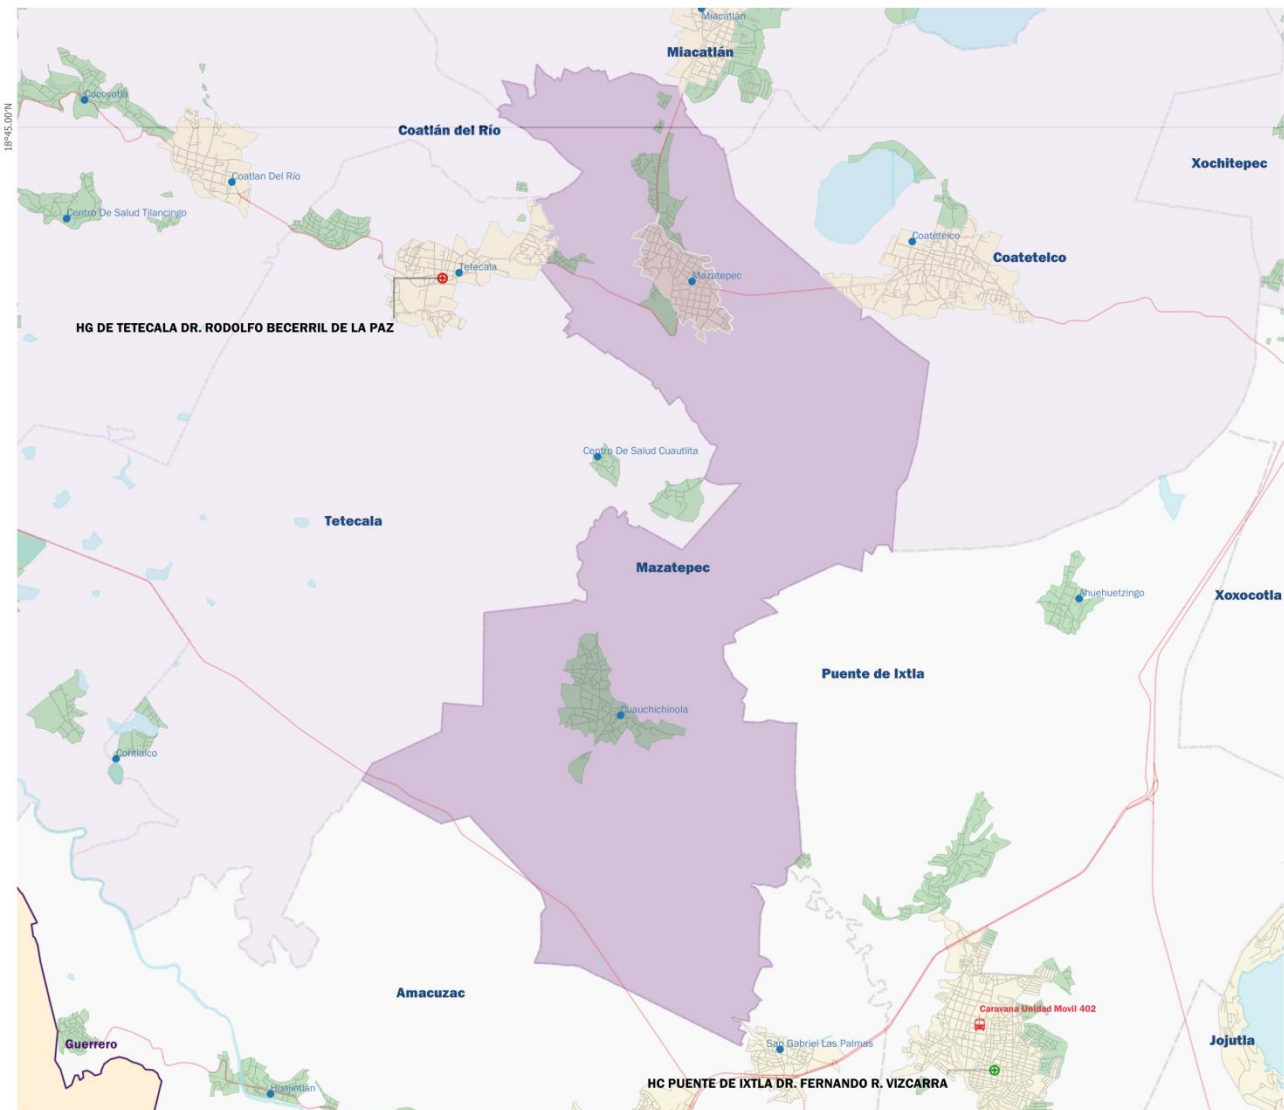 Miacatlán
Miacatlán
Cocoyotla
18°45.00'N
Coatlán del Río
Xochitepec
Coatlan Del Río
Centro De Salud Tilancingo
Coatetelco
Coatetelco
Tetecala
Mazatepec
HG DE TETECALA DR. RODOLFO BECERRIL DE LA PAZ
Centro De Salud Cuautlita
Tetecala
Mazatepec
Ahuehuetzingo
Xoxocotla
Puente de Ixtla
Cuauchichinola
Contlalco
Amacuzac
Caravana Unidad Movil 402
Guerrero
San Gabriel Las Palmas
Jojutla
Huajintlán
HC PUENTE DE IXTLA DR. FERNANDO R. VIZCARRA